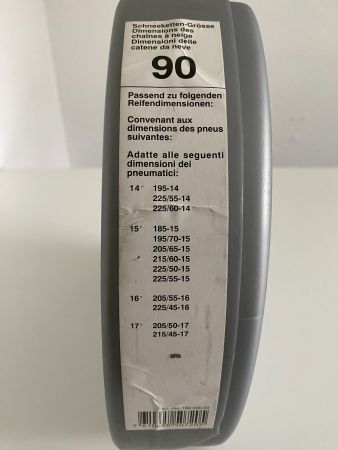 Schneeketten-Grösse
Dimensions des
chaînes à neige
Dimensioni delle
catene da neve
90
Passend zu folgenden
Reifendimensionen:
Convenant aux
dimensions des pneus
suivantes:
Adatte alle seguenti
dimensioni dei
pneumatici:
14" 195-14
225/55-14
225/60-14
15" 185-15
195/70-15
205/65-15
215/60-15
225/50-15
225/55-15
16" 205/55-16
225/45-16
17" 205/50-17
215/45-17